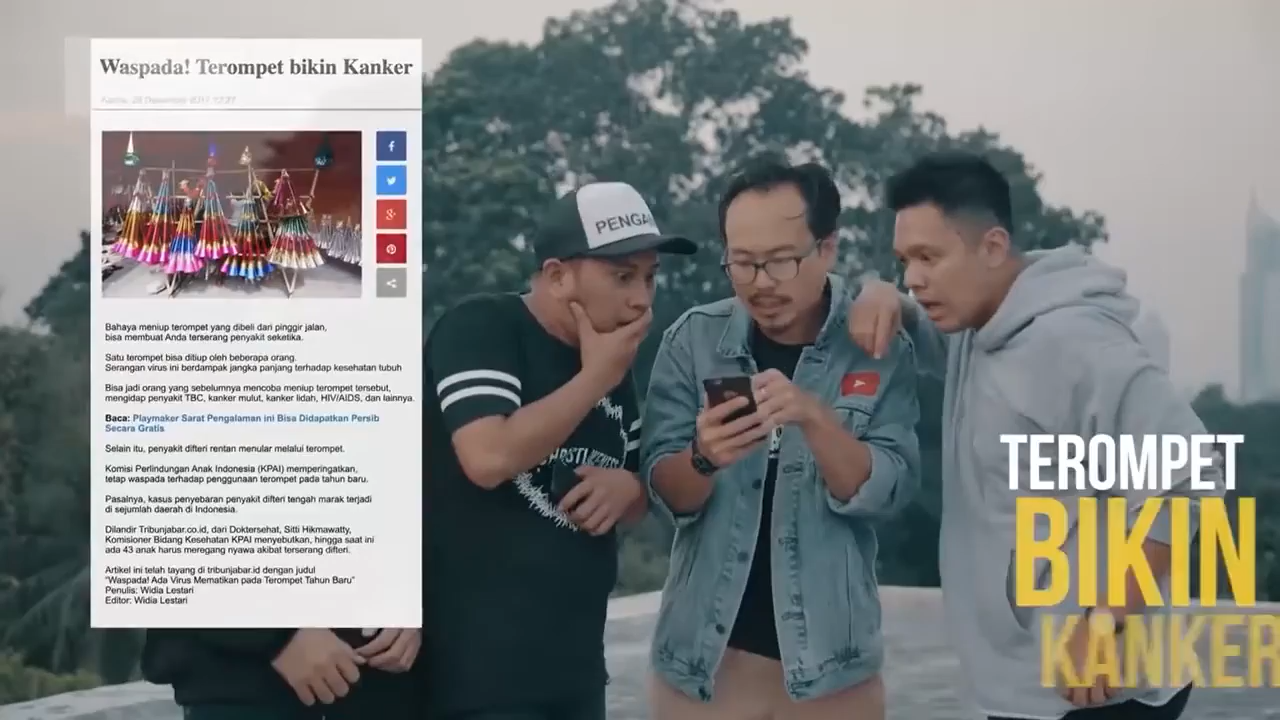 Waspada! Terompet bikin Kanker
Bahaya meniup terompet yang dibeli dari pinggir jalan,
bisa membuat Anda terserang penyakit seketika.
Satu terompet bisa ditiup oleh beberapa orang.
Serangan virus ini berdampak jangka panjang terhadap kesehatan tubuh
Bisa jadi orang yang sebelumnya mencoba meniup terompet tersebut,
mengidap penyakit TBC, kanker mulut, kanker lidah, HIV/AIDS, dan lainnya.
Baca: Playmaker Sarat Pengalaman ini Bisa Didapatkan Persib
Secara Gratis
Selain itu, penyakit difteri rentan menular melalui terompet.
Komisi Perlindungan Anak Indonesia (KPAI) memperingatkan,
tetap waspada terhadap penggunaan terompet pada tahun baru.
Pasalnya, kasus penyebaran penyakit difteri tengah marak terjadi
di sejumlah daerah di Indonesia.
Dilandir Tribunjabar.co.id, dari Doktersehat, Sitti Hikmawatty,
Komisioner Bidang Kesehatan KPAI menyebutkan, hingga saat ini
ada 43 anak harus meregang nyawa akibat terserang difteri.
Artikel ini telah tayang di tribunjabar.id dengan judul
"Waspada! Ada Virus Mematikan pada Terompet Tahun Baru"
Penulis: Widia Lestari
Editor: Widia Lestari
PENGA
TEROMPET
BIKIN
KANKER